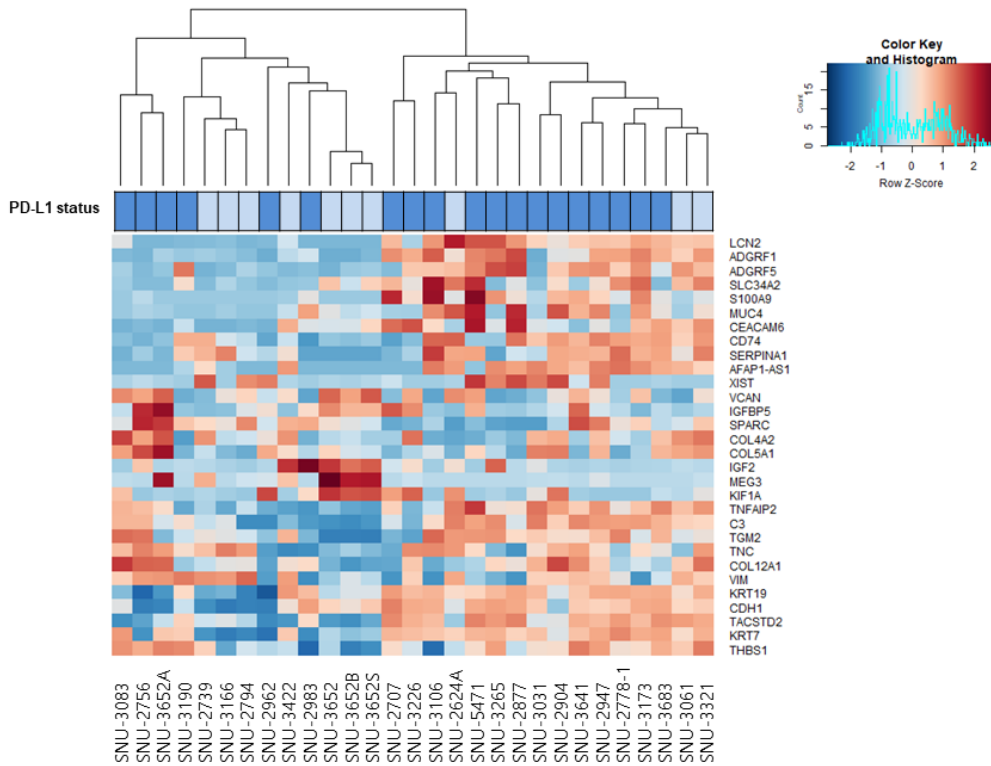 Color Key
and Histogram
Count
0 5 15
-2 -1 0 1 2
Row Z-Score
PD-L1 status
LCN2
ADGRF1
ADGRF5
SLC34A2
S100A9
MUC4
CEACAM6
CD74
SERPINA1
AFAP1-AS1
XIST
VCAN
IGFBP5
SPARC
COL4A2
COL5A1
IGF2
MEG3
KIF1A
TNFAIP2
C3
TGM2
TNC
COL12A1
VIM
KRT19
CDH1
TACSTD2
KRT7
THBS1
SNU-3083
SNU-2756
SNU-3652A
SNU-3190
SNU-2739
SNU-3166
SNU-2794
SNU-2962
SNU-3422
SNU-2983
SNU-3652
SNU-3652B
SNU-3652S
SNU-2707
SNU-3226
SNU-3106
SNU-2624A
SNU-5471
SNU-3265
SNU-2877
SNU-3031
SNU-2904
SNU-3641
SNU-2947
SNU-2778-1
SNU-3173
SNU-3683
SNU-3061
SNU-3321